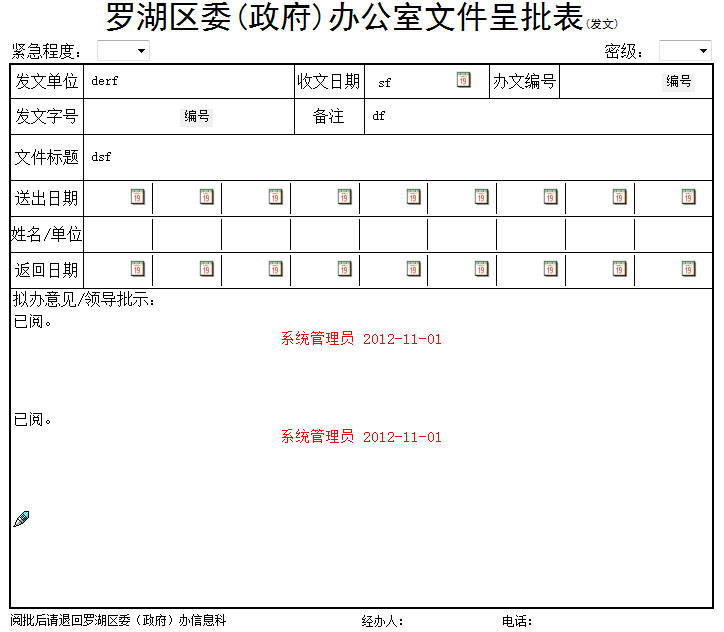 罗湖区委(政府)办公室文件呈批表(发文)
紧急程度： 密级：
发文单位 derf 收文日期 sf 19 办文编号 编号
发文字号 编号 备注 df
文件标题 dsf
送出日期 19 19 19 19 19 19 19 19 19
姓名/单位
返回日期 19 19 19 19 19 19 19 19 19
拟办意见/领导批示：
已阅。
系统管理员 2012-11-01
已阅。
系统管理员 2012-11-01
阅批后请退回罗湖区委（政府）办信息科 经办人： 电话：